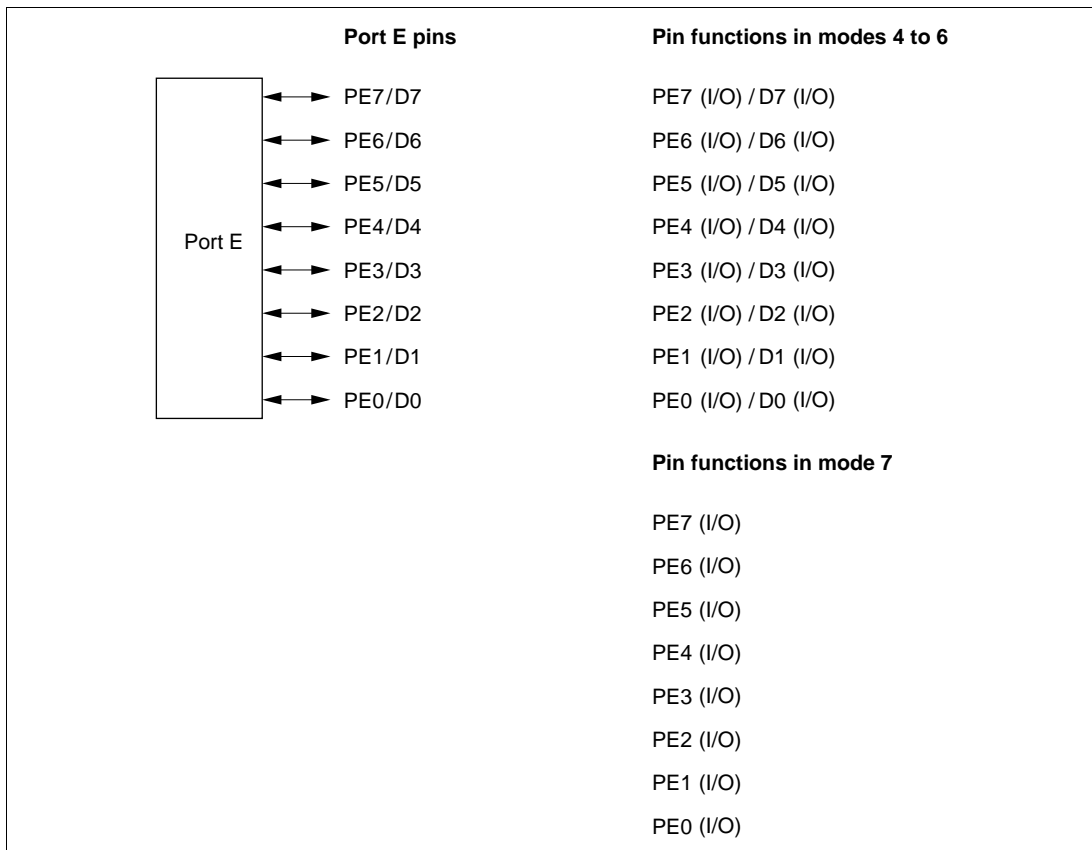 Port E pins Pin functions in modes 4 to 6
PE7/D7 PE7 (I/O) / D7 (I/O)
PE6/D6 PE6 (I/O) / D6 (I/O)
PE5/D5 PE5 (I/O) / D5 (I/O)
PE4/D4 PE4 (I/O) / D4 (I/O)
Port E
PE3/D3 PE3 (I/O) / D3 (I/O)
PE2/D2 PE2 (I/O) / D2 (I/O)
PE1/D1 PE1 (I/O) / D1 (I/O)
PE0/D0 PE0 (I/O) / D0 (I/O)
Pin functions in mode 7
PE7 (I/O)
PE6 (I/O)
PE5 (I/O)
PE4 (I/O)
PE3 (I/O)
PE2 (I/O)
PE1 (I/O)
PE0 (I/O)